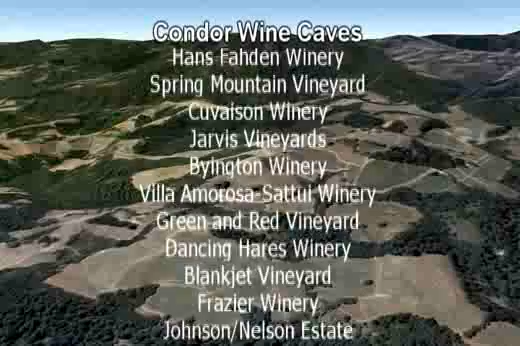 Condor Wine Caves
Hans Fahden Winery
Spring Mountain Vineyard
Cuvaison Winery
Jarvis Vineyards
Byington Winery
Villa Amorosa-Sattui Winery
Green and Red Vineyard
Dancing Hares Winery
Blankjet Vineyard
Frazier Winery
Johnson/Nelson Estate